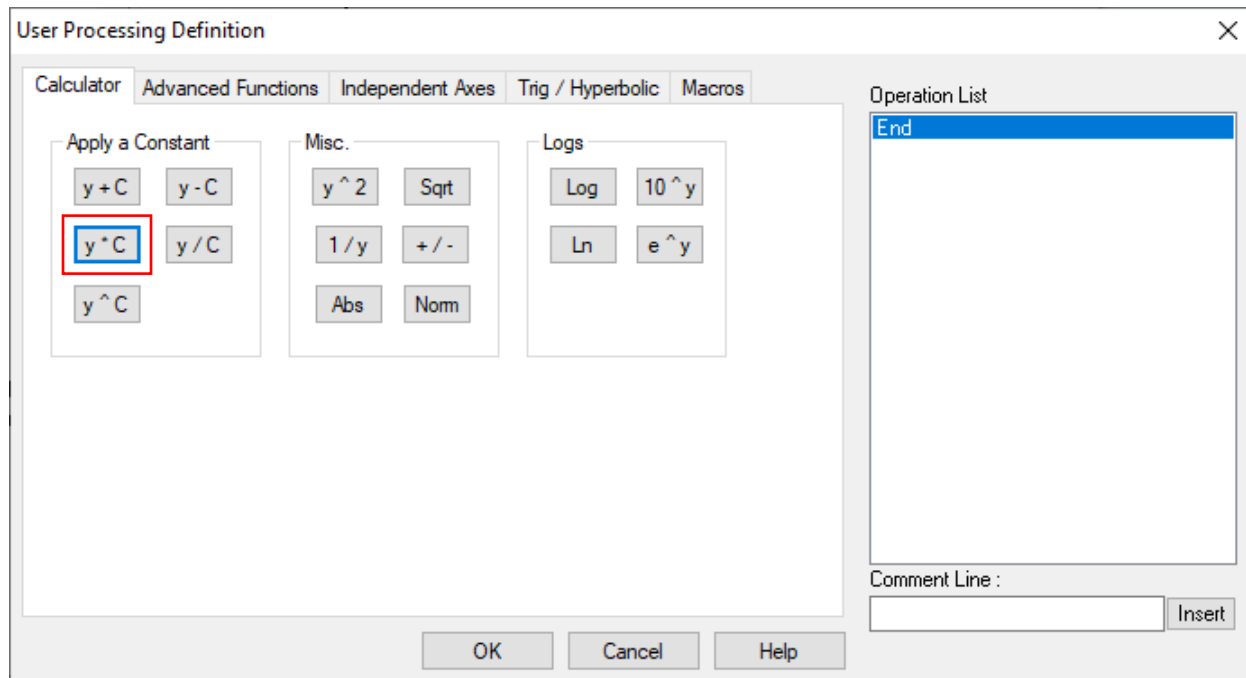 User Processing Definition
Calculator Advanced Functions Independent Axes Trig / Hyperbolic Macros
Operation List
End
Apply a Constant Misc. Logs
y + C y - C y ^ 2 Sqrt Log 10 ^ y
y * C y / C 1 / y + / - Ln e ^ y
y ^ C Abs Norm
Comment Line :
Insert
OK Cancel Help